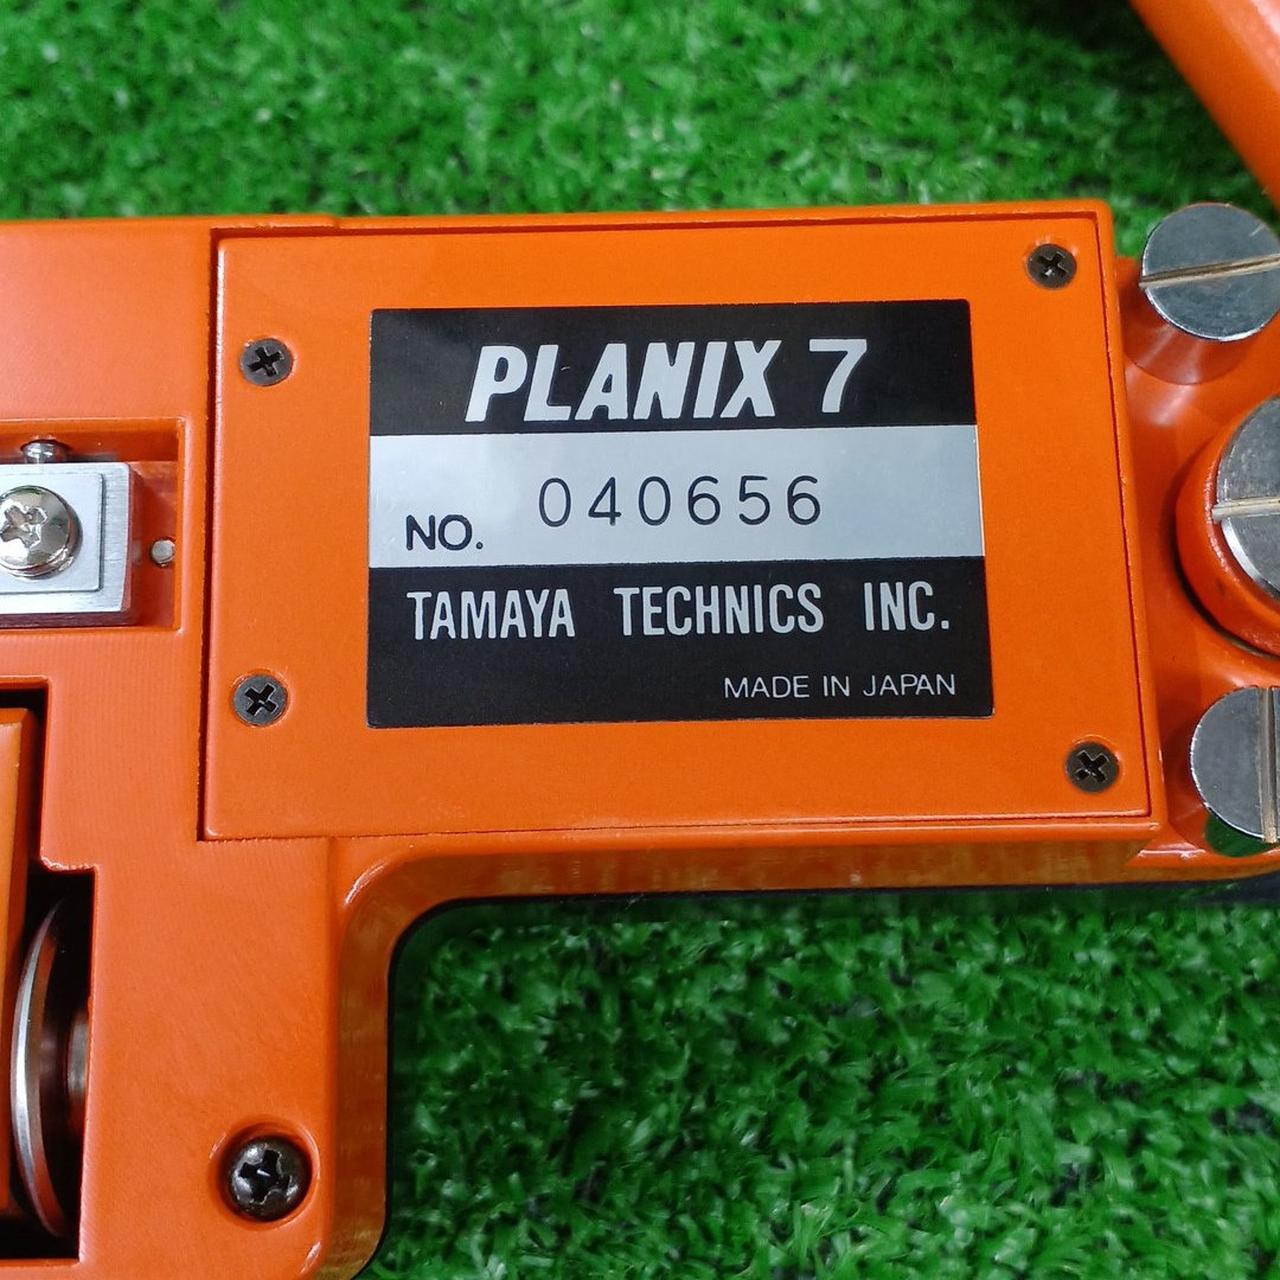 PLANIX 7
NO. 040656
TAMAYA TECHNICS INC.
MADE IN JAPAN